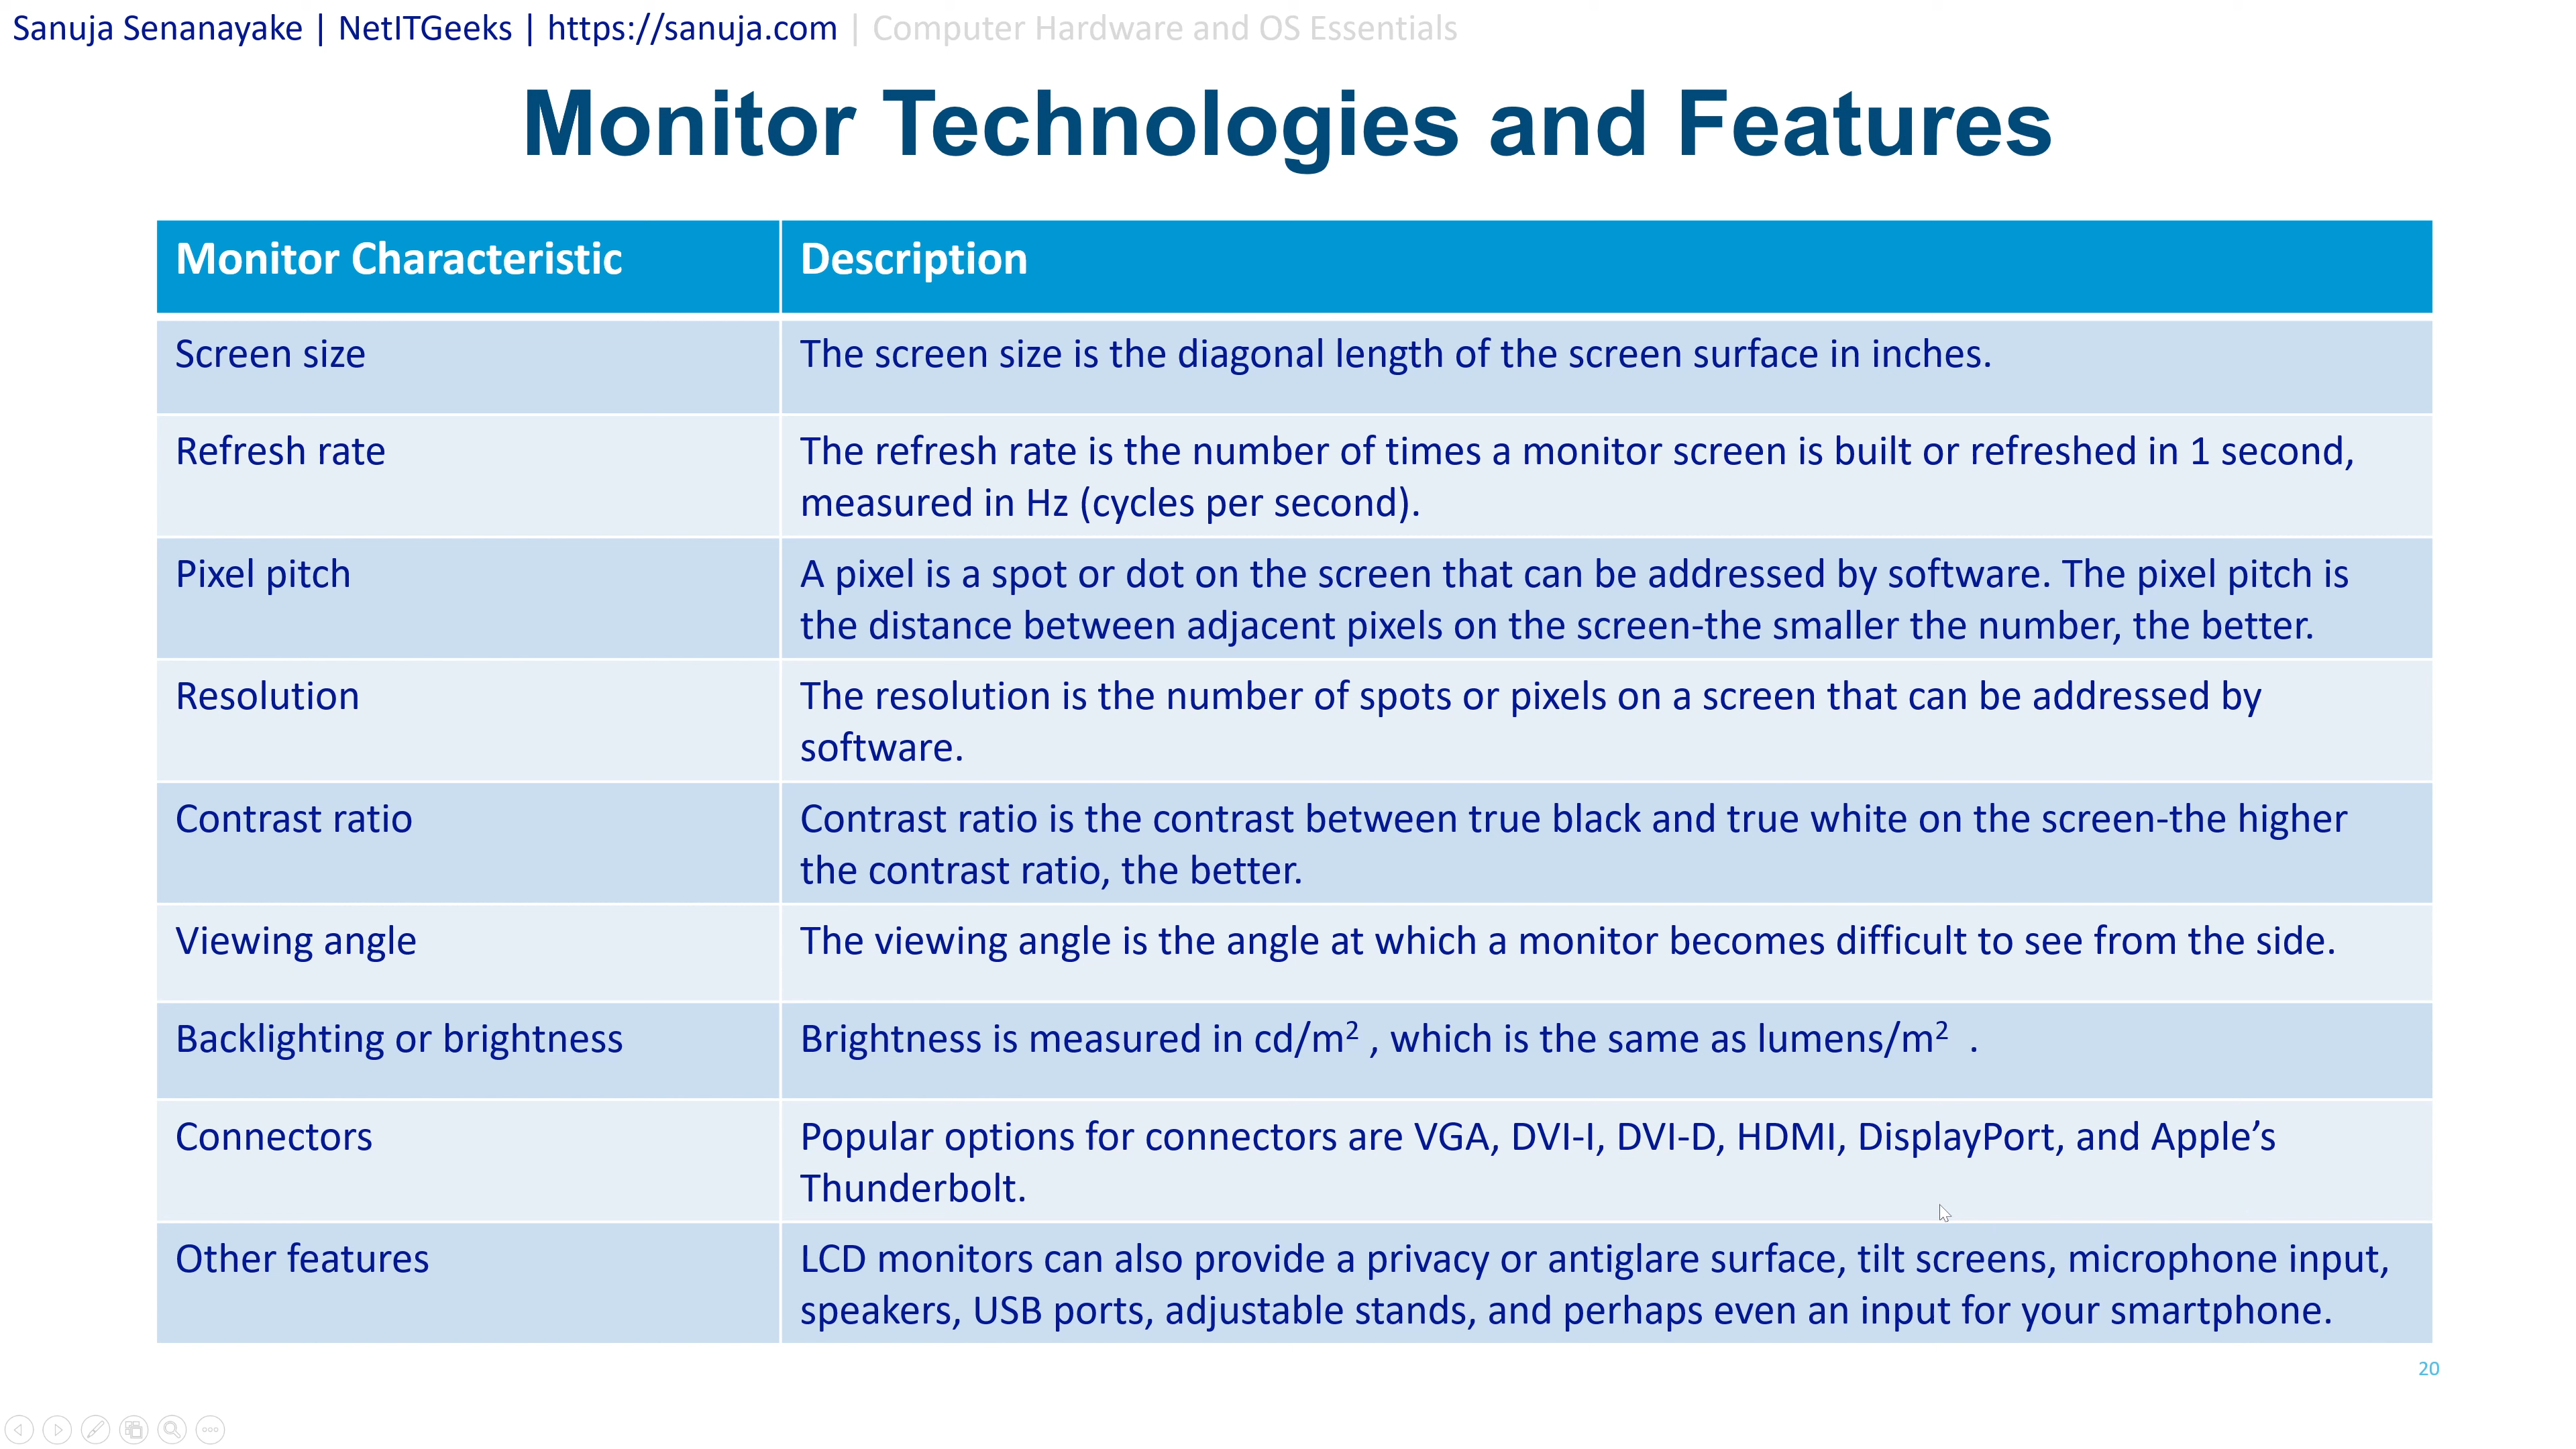 Sanuja Senanayake | NetITGeeks | https://sanuja.com | Computer Hardware and OS Essentials
Monitor Technologies and Features
Monitor Characteristic
Description
Screen size
The screen size is the diagonal length of the screen surface in inches.
Refresh rate
The refresh rate is the number of times a monitor screen is built or refreshed in 1 second,
measured in Hz (cycles per second).
Pixel pitch
A pixel is a spot or dot on the screen that can be addressed by software. The pixel pitch is
the distance between adjacent pixels on the screen-the smaller the number, the better.
Resolution
The resolution is the number of spots or pixels on a screen that can be addressed by
software.
Contrast ratio
Contrast ratio is the contrast between true black and true white on the screen-the higher
the contrast ratio, the better.
Viewing angle
The viewing angle is the angle at which a monitor becomes difficult to see from the side.
Backlighting or brightness
Brightness is measured in cd/m² , which is the same as lumens/m² .
Connectors
Popular options for connectors are VGA, DVI-I, DVI-D, HDMI, DisplayPort, and Apple’s
Thunderbolt.
Other features
LCD monitors can also provide a privacy or antiglare surface, tilt screens, microphone input,
speakers, USB ports, adjustable stands, and perhaps even an input for your smartphone.
20